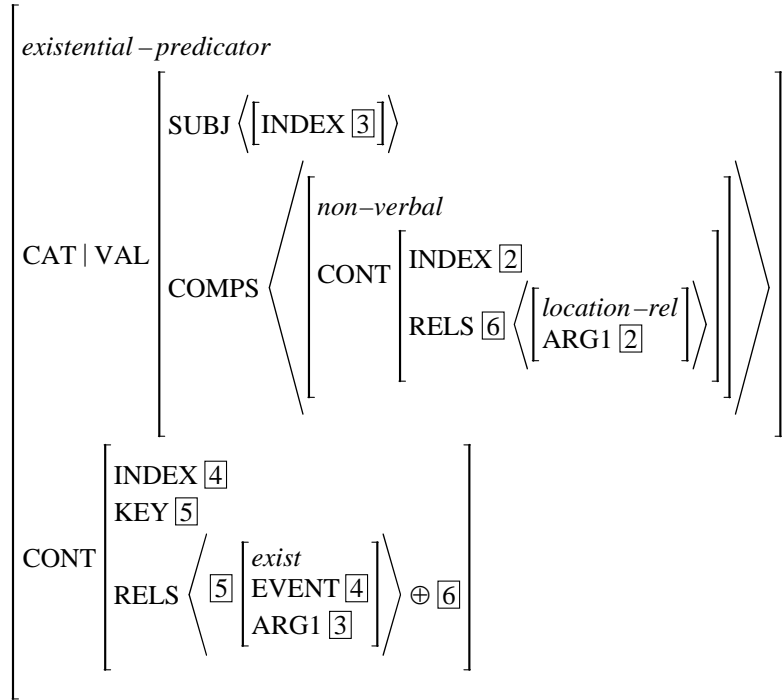 existential–predicator
SUBJ ⟨[INDEX 3]⟩
non–verbal
CAT | VAL
COMPS
CONT
INDEX 2
RELS 6 ⟨[location–rel
ARG1 2]⟩
INDEX 4
KEY 5
CONT
RELS ⟨5 [exist
EVENT 4
ARG1 3]⟩ ⊕ 6